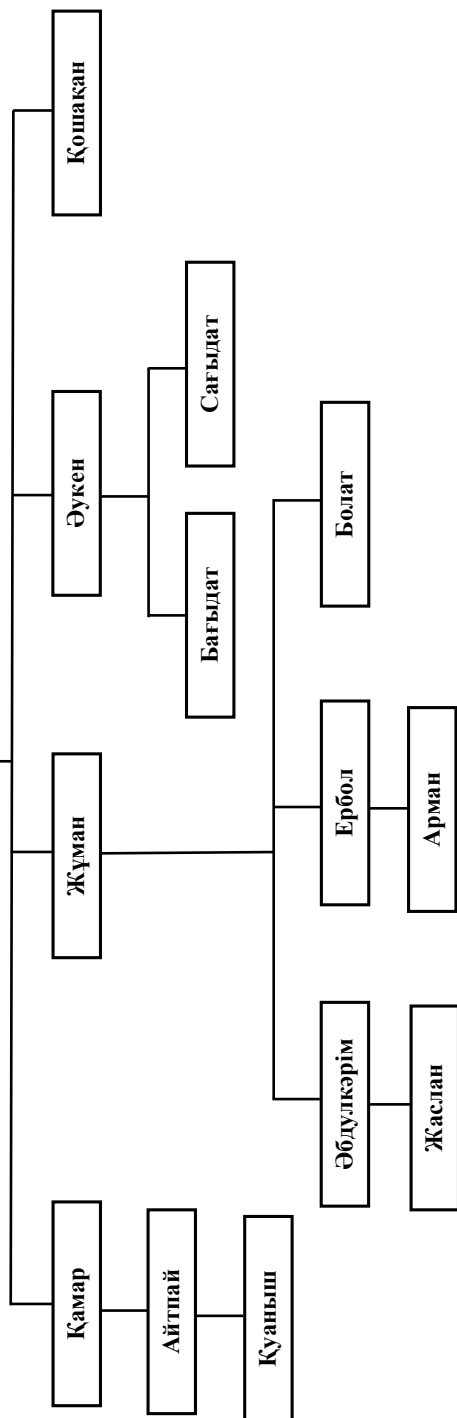 Қамар
Жұман
Әукен
Қошақан
Айтпай
Бағыдат
Сағыдат
Қуаныш
Әбдулкәрім
Ербол
Болат
Жаслан
Арман